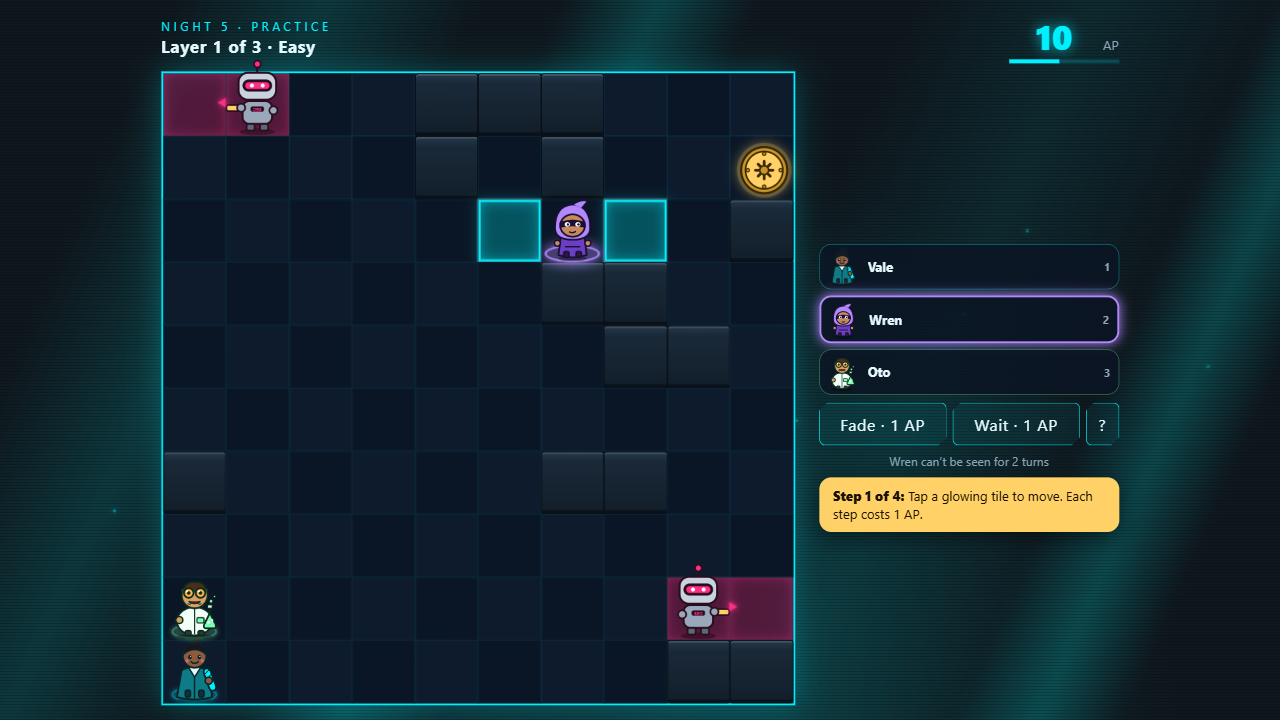 NIGHT 5 · PRACTICE
Layer 1 of 3 · Easy
10 AP
Vale 1
Wren 2
Oto 3
Fade · 1 AP
Wait · 1 AP
?
Wren can't be seen for 2 turns
Step 1 of 4: Tap a glowing tile to move. Each
step costs 1 AP.